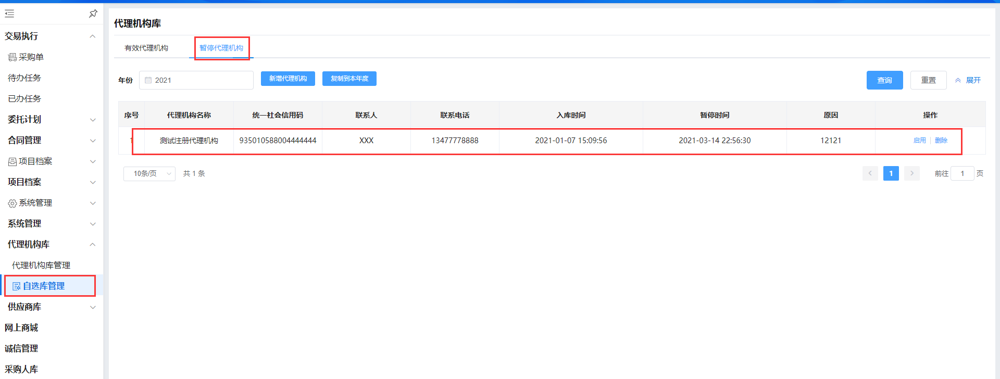 交易执行
采购单
待办任务
已办任务
委托计划
合同管理
项目档案
项目档案
系统管理
系统管理
代理机构库
代理机构库管理
自选库管理
供应商库
网上商城
诚信管理
采购人库
代理机构库
有效代理机构 暂停代理机构
年份 2021 新增代理机构 复制到本年度 查询 重置 展开
序号 代理机构名称 统一社会信用码 联系人 联系电话 入库时间 暂停时间 原因 操作
1 测试注册代理机构 935010588004444444 XXX 13477778888 2021-01-07 15:09:56 2021-03-14 22:56:30 12121 启用 删除
10条/页 共 1 条 1 前往 1 页